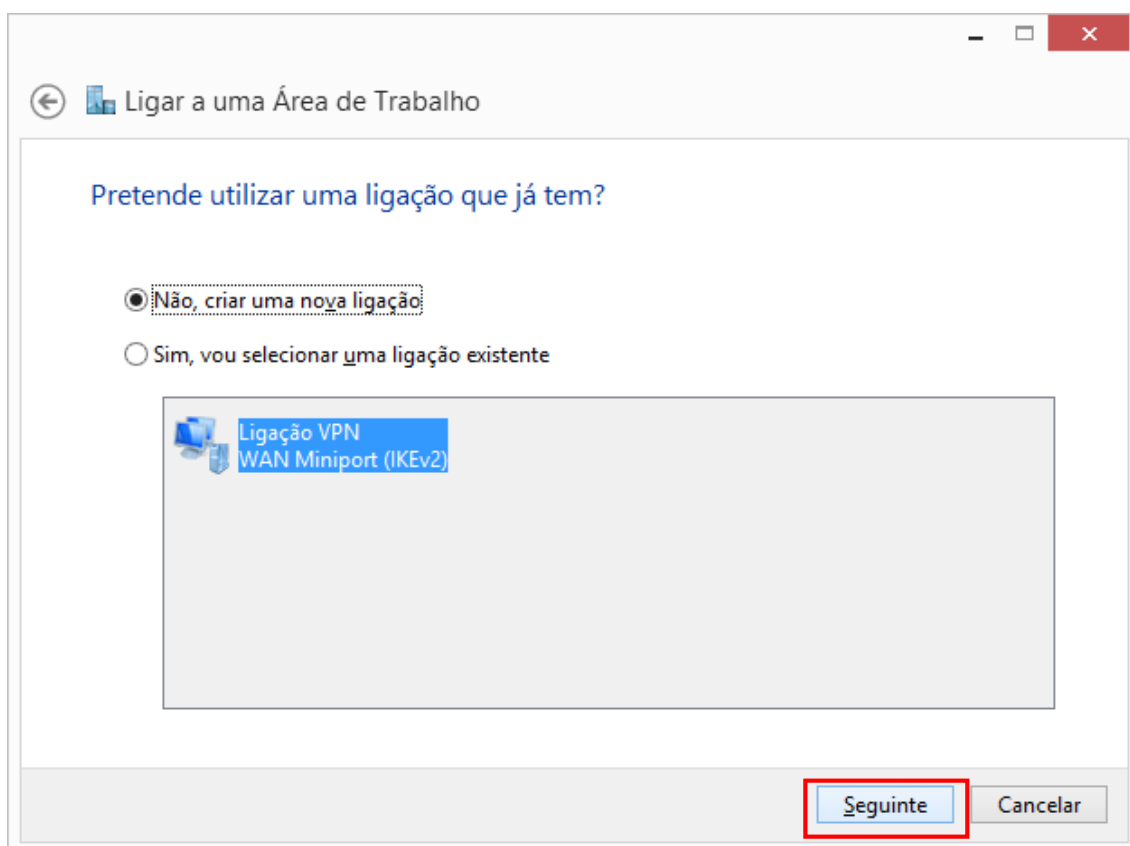 Ligar a uma Área de Trabalho
Pretende utilizar uma ligação que já tem?
Não, criar uma nova ligação
Sim, vou selecionar uma ligação existente
Ligação VPN
WAN Miniport (IKEv2)
Seguinte
Cancelar